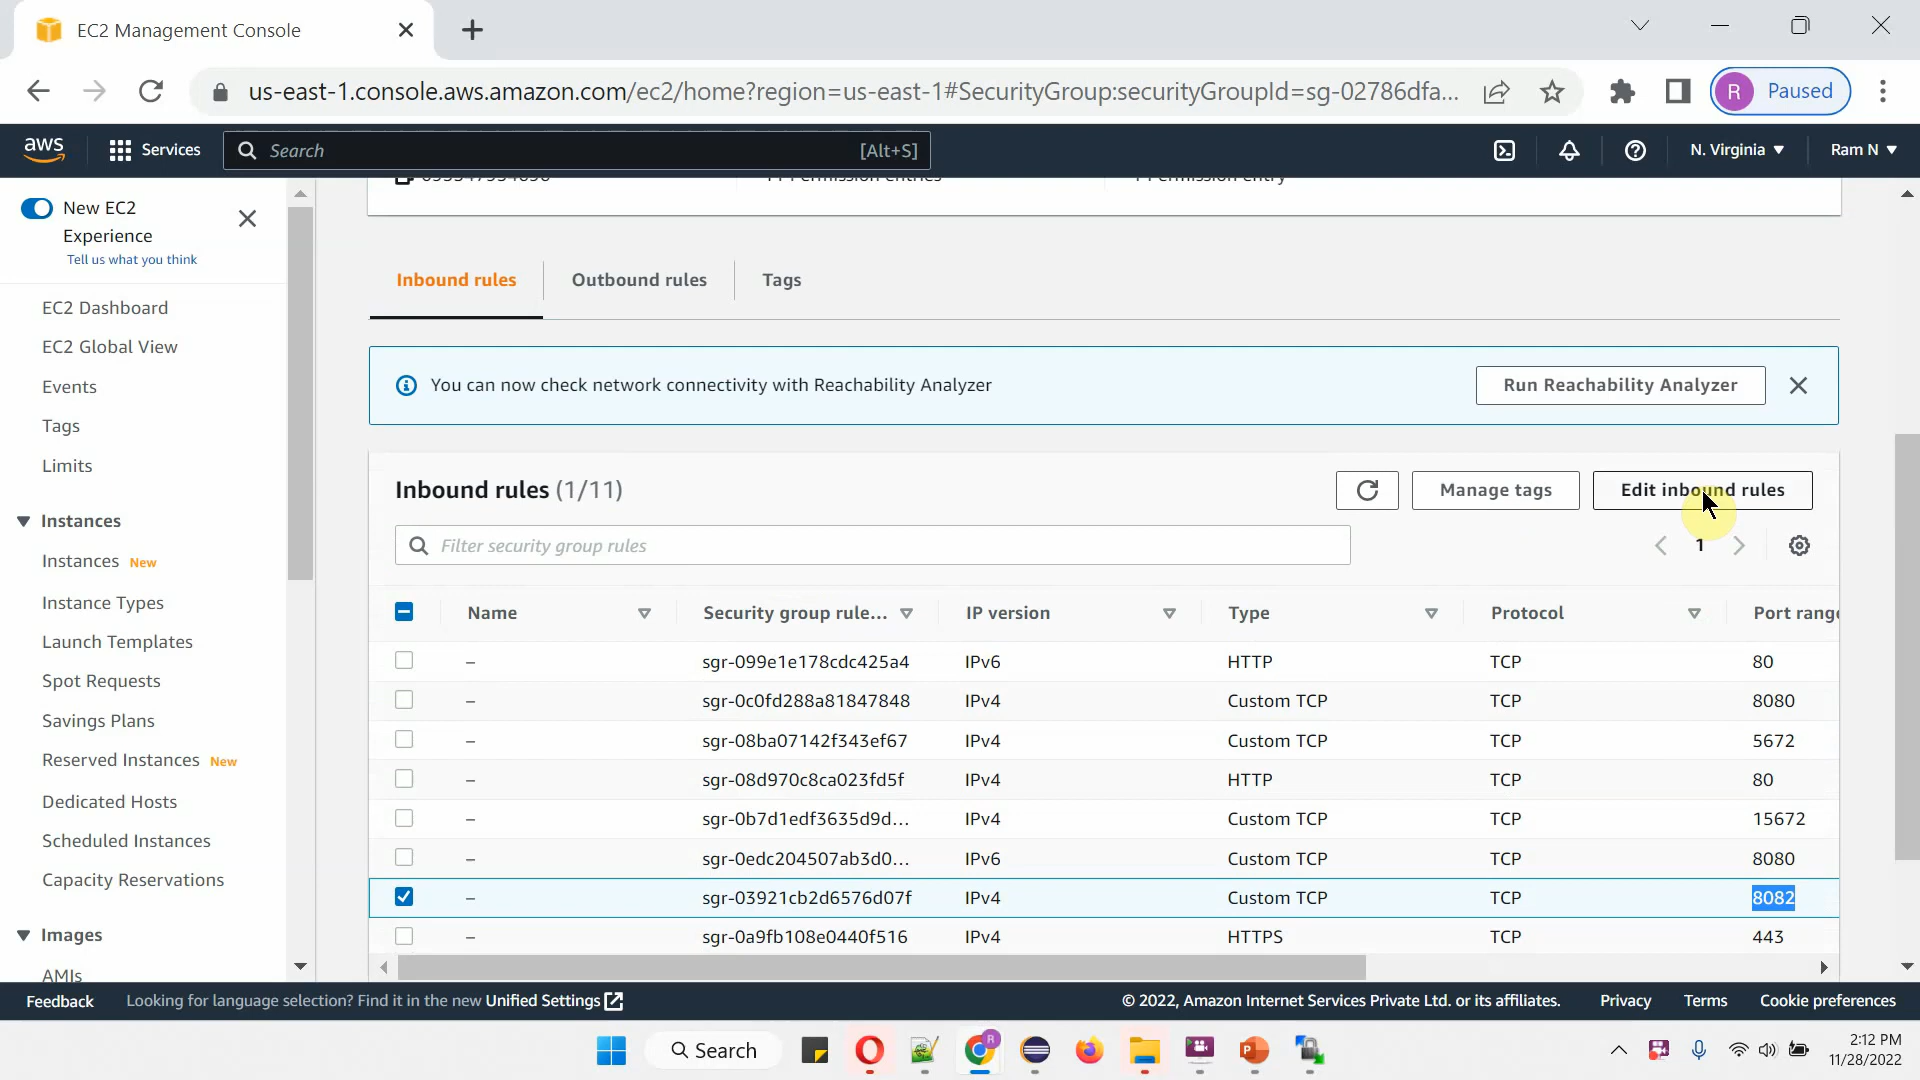 EC2 Management Console
us-east-1.console.aws.amazon.com/ec2/home?region=us-east-1#SecurityGroup:securityGroupId=sg-02786dfa...
R Paused
aws
Services
Search [Alt+S]
N. Virginia
Ram N
New EC2
Experience
Tell us what you think
EC2 Dashboard
EC2 Global View
Events
Tags
Limits
Instances
Instances New
Instance Types
Launch Templates
Spot Requests
Savings Plans
Reserved Instances New
Dedicated Hosts
Scheduled Instances
Capacity Reservations
Images
AMIs
Inbound rules
Outbound rules
Tags
You can now check network connectivity with Reachability Analyzer
Run Reachability Analyzer
Inbound rules (1/11)
Manage tags
Edit inbound rules
Filter security group rules
1
Name Security group rule... IP version Type Protocol Port range
– sgr-099e1e178cdc425a4 IPv6 HTTP TCP 80
– sgr-0c0fd288a81847848 IPv4 Custom TCP TCP 8080
– sgr-08ba07142f343ef67 IPv4 Custom TCP TCP 5672
– sgr-08d970c8ca023fd5f IPv4 HTTP TCP 80
– sgr-0b7d1edf3635d9d... IPv4 Custom TCP TCP 15672
– sgr-0edc204507ab3d0... IPv6 Custom TCP TCP 8080
– sgr-03921cb2d6576d07f IPv4 Custom TCP TCP 8082
– sgr-0a9fb108e0440f516 IPv4 HTTPS TCP 443
Feedback
Looking for language selection? Find it in the new Unified Settings
© 2022, Amazon Internet Services Private Ltd. or its affiliates.
Privacy
Terms
Cookie preferences
Search
R
2:12 PM
11/28/2022